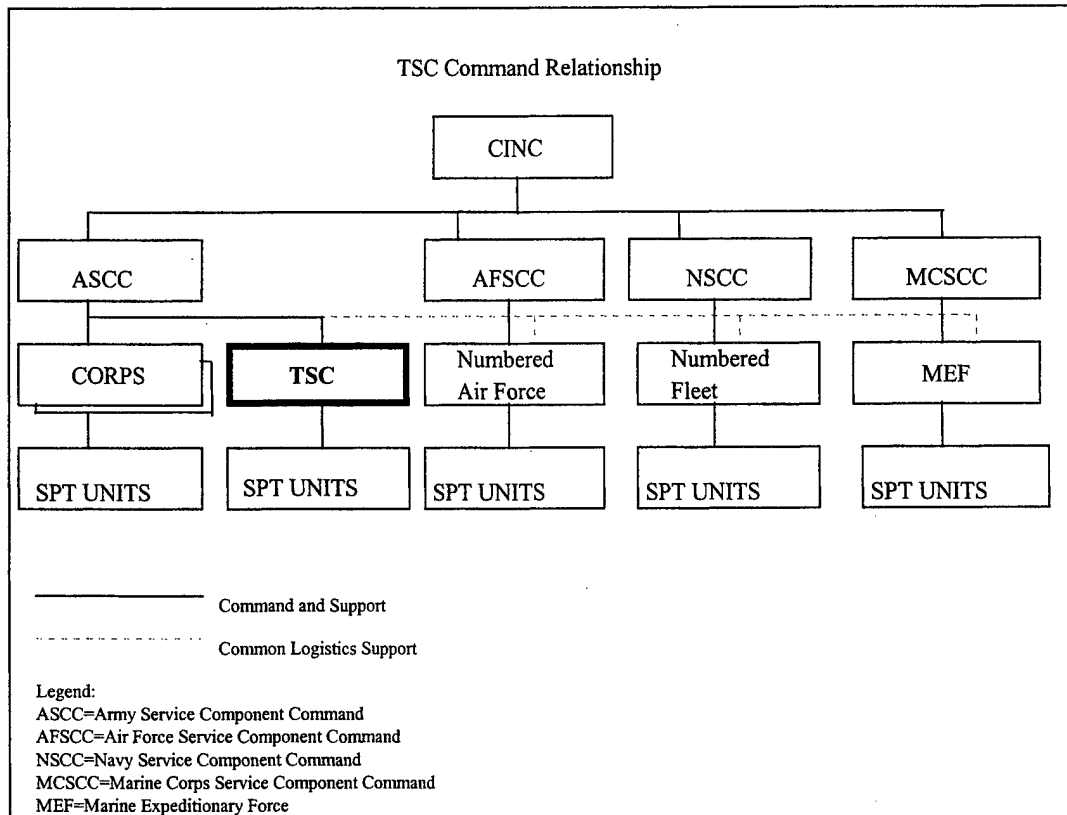 TSC Command Relationship
CINC
ASCC
AFSCC
NSCC
MCSCC
CORPS
TSC
Numbered
Air Force
Numbered
Fleet
MEF
SPT UNITS
SPT UNITS
SPT UNITS
SPT UNITS
SPT UNITS
Command and Support
Common Logistics Support
Legend:
ASCC=Army Service Component Command
AFSCC=Air Force Service Component Command
NSCC=Navy Service Component Command
MCSCC=Marine Corps Service Component Command
MEF=Marine Expeditionary Force